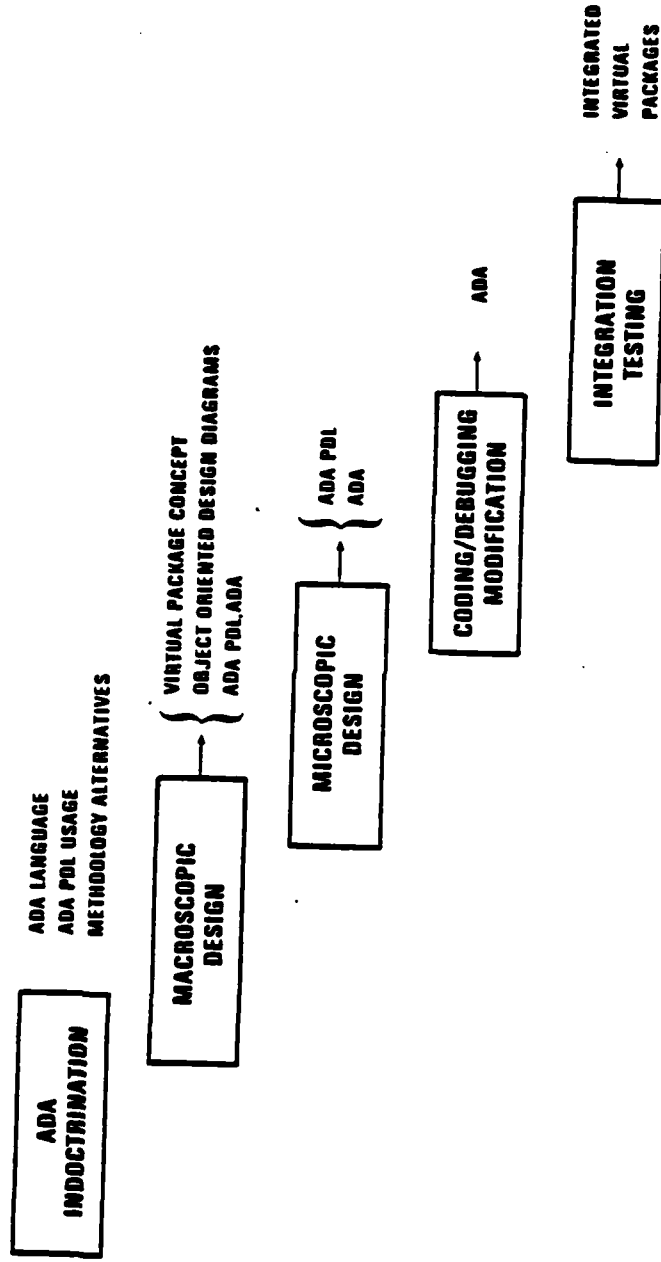 ADA
INDOCTRINATION
ADA LANGUAGE
ADA PDL USAGE
METHDOLOGY ALTERNATIVES
MACROSCOPIC
DESIGN
VIRTUAL PACKAGE CONCEPT
OBJECT ORIENTED DESIGN DIAGRAMS
ADA PDL,ADA
MICROSCOPIC
DESIGN
ADA PDL
ADA
CODING/DEBUGGING
MODIFICATION
ADA
INTEGRATION
TESTING
INTEGRATED
VIRTUAL
PACKAGES